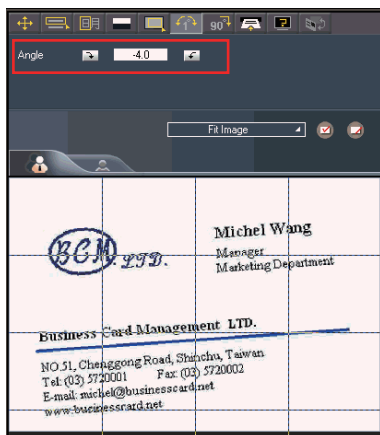 1°
90°
Angle
-4.0
Fit Image
BCM. LTD.
Michel Wang
Manager
Marketing Department
Business Card Management LTD.
NO.51, Chenggong Road, Shinchu, Taiwan
Tel: (03) 5720001 Fax: (03) 5720002
E-mail: michel@businesscard.net
www.businesscard.net